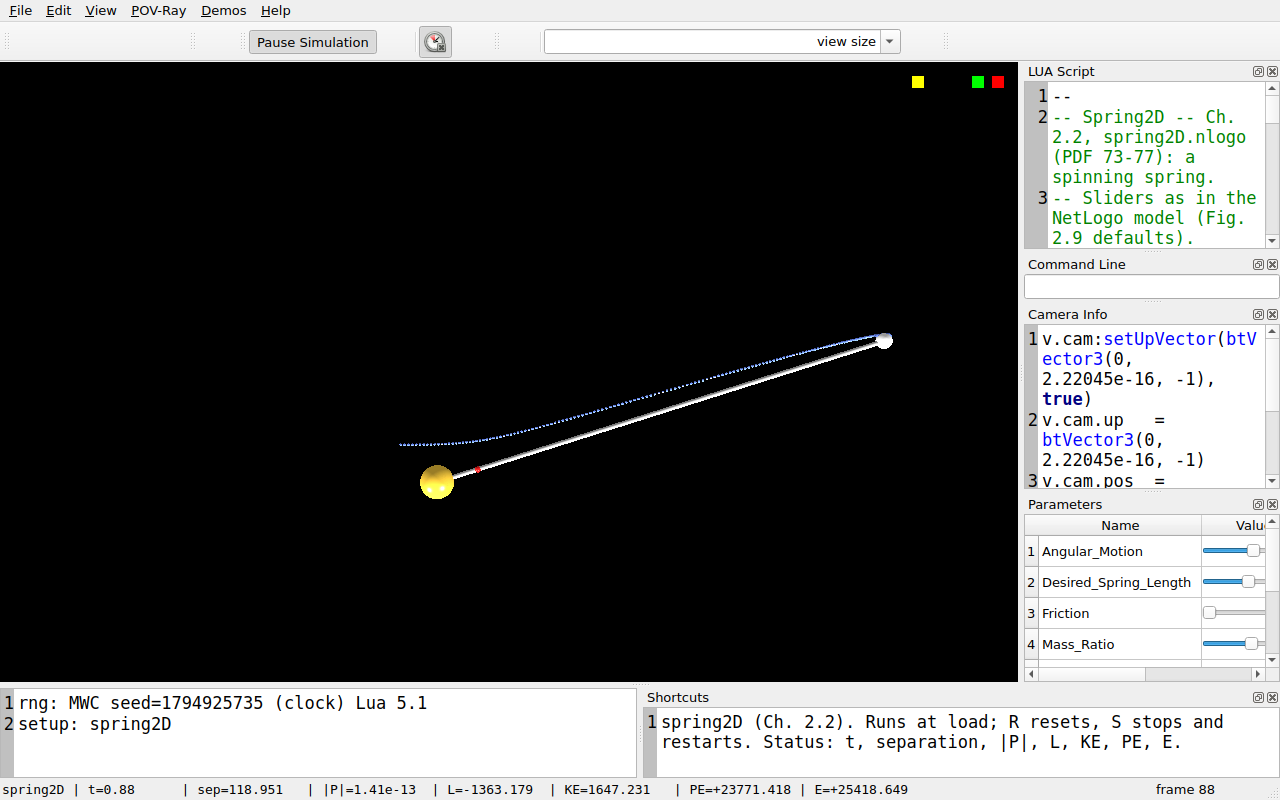 File Edit View POV-Ray Demos Help
Pause Simulation
view size
LUA Script
1 --
2 -- Spring2D -- Ch.
2.2, spring2D.nlogo
(PDF 73-77): a
spinning spring.
3 -- Sliders as in the
NetLogo model (Fig.
2.9 defaults).
Command Line
Camera Info
1 v.cam:setUpVector(btV
ector3(0,
2.22045e-16, -1),
true)
2 v.cam.up   =
btVector3(0,
2.22045e-16, -1)
3 v.cam.pos  =
Parameters
Name Valu
1 Angular_Motion
2 Desired_Spring_Length
3 Friction
4 Mass_Ratio
1 rng: MWC seed=1794925735 (clock) Lua 5.1
2 setup: spring2D
Shortcuts
1 spring2D (Ch. 2.2). Runs at load; R resets, S stops and
restarts. Status: t, separation, |P|, L, KE, PE, E.
spring2D | t=0.88 | sep=118.951 | |P|=1.41e-13 | L=-1363.179 | KE=1647.231 | PE=+23771.418 | E=+25418.649 frame 88